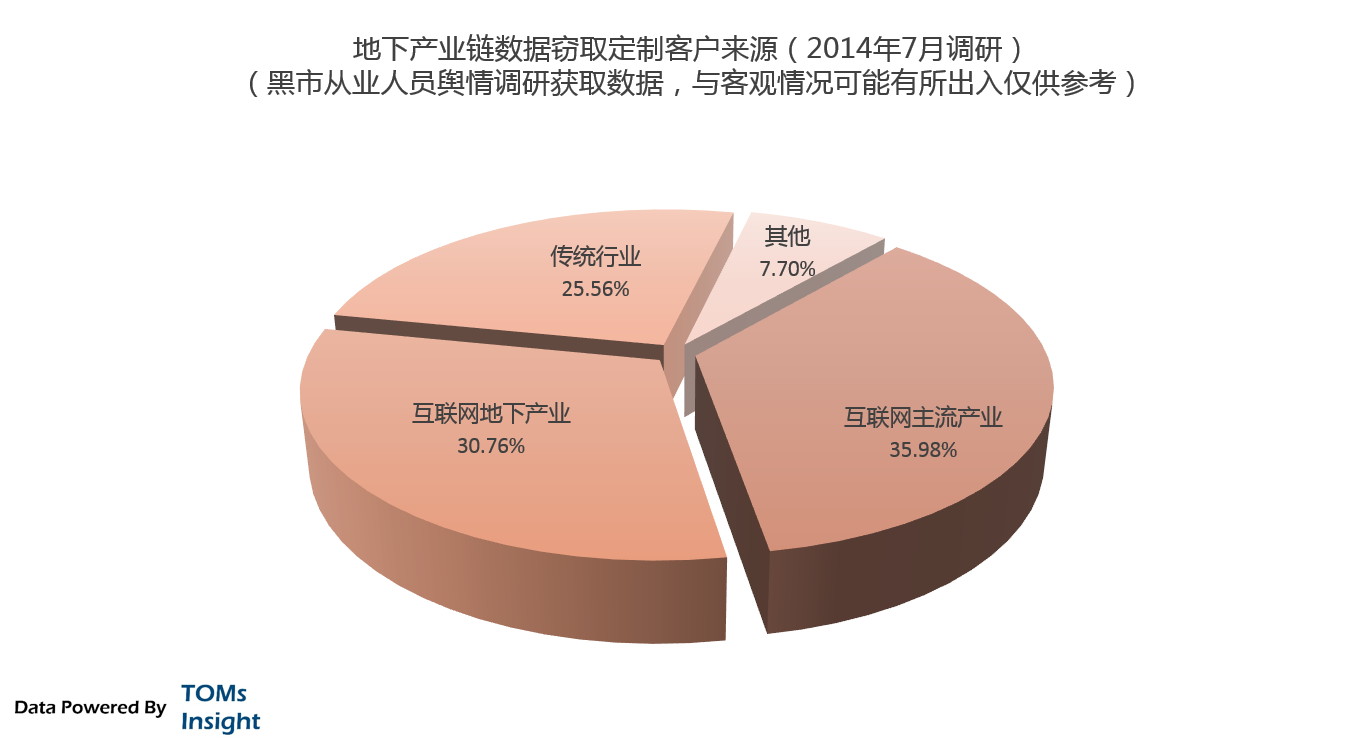 地下产业链数据窃取定制客户来源（2014年7月调研）
（黑市从业人员舆情调研获取数据，与客观情况可能有所出入仅供参考）
其他
7.70%
传统行业
25.56%
互联网地下产业
30.76%
互联网主流产业
35.98%
Data Powered By
TOMs
Insight